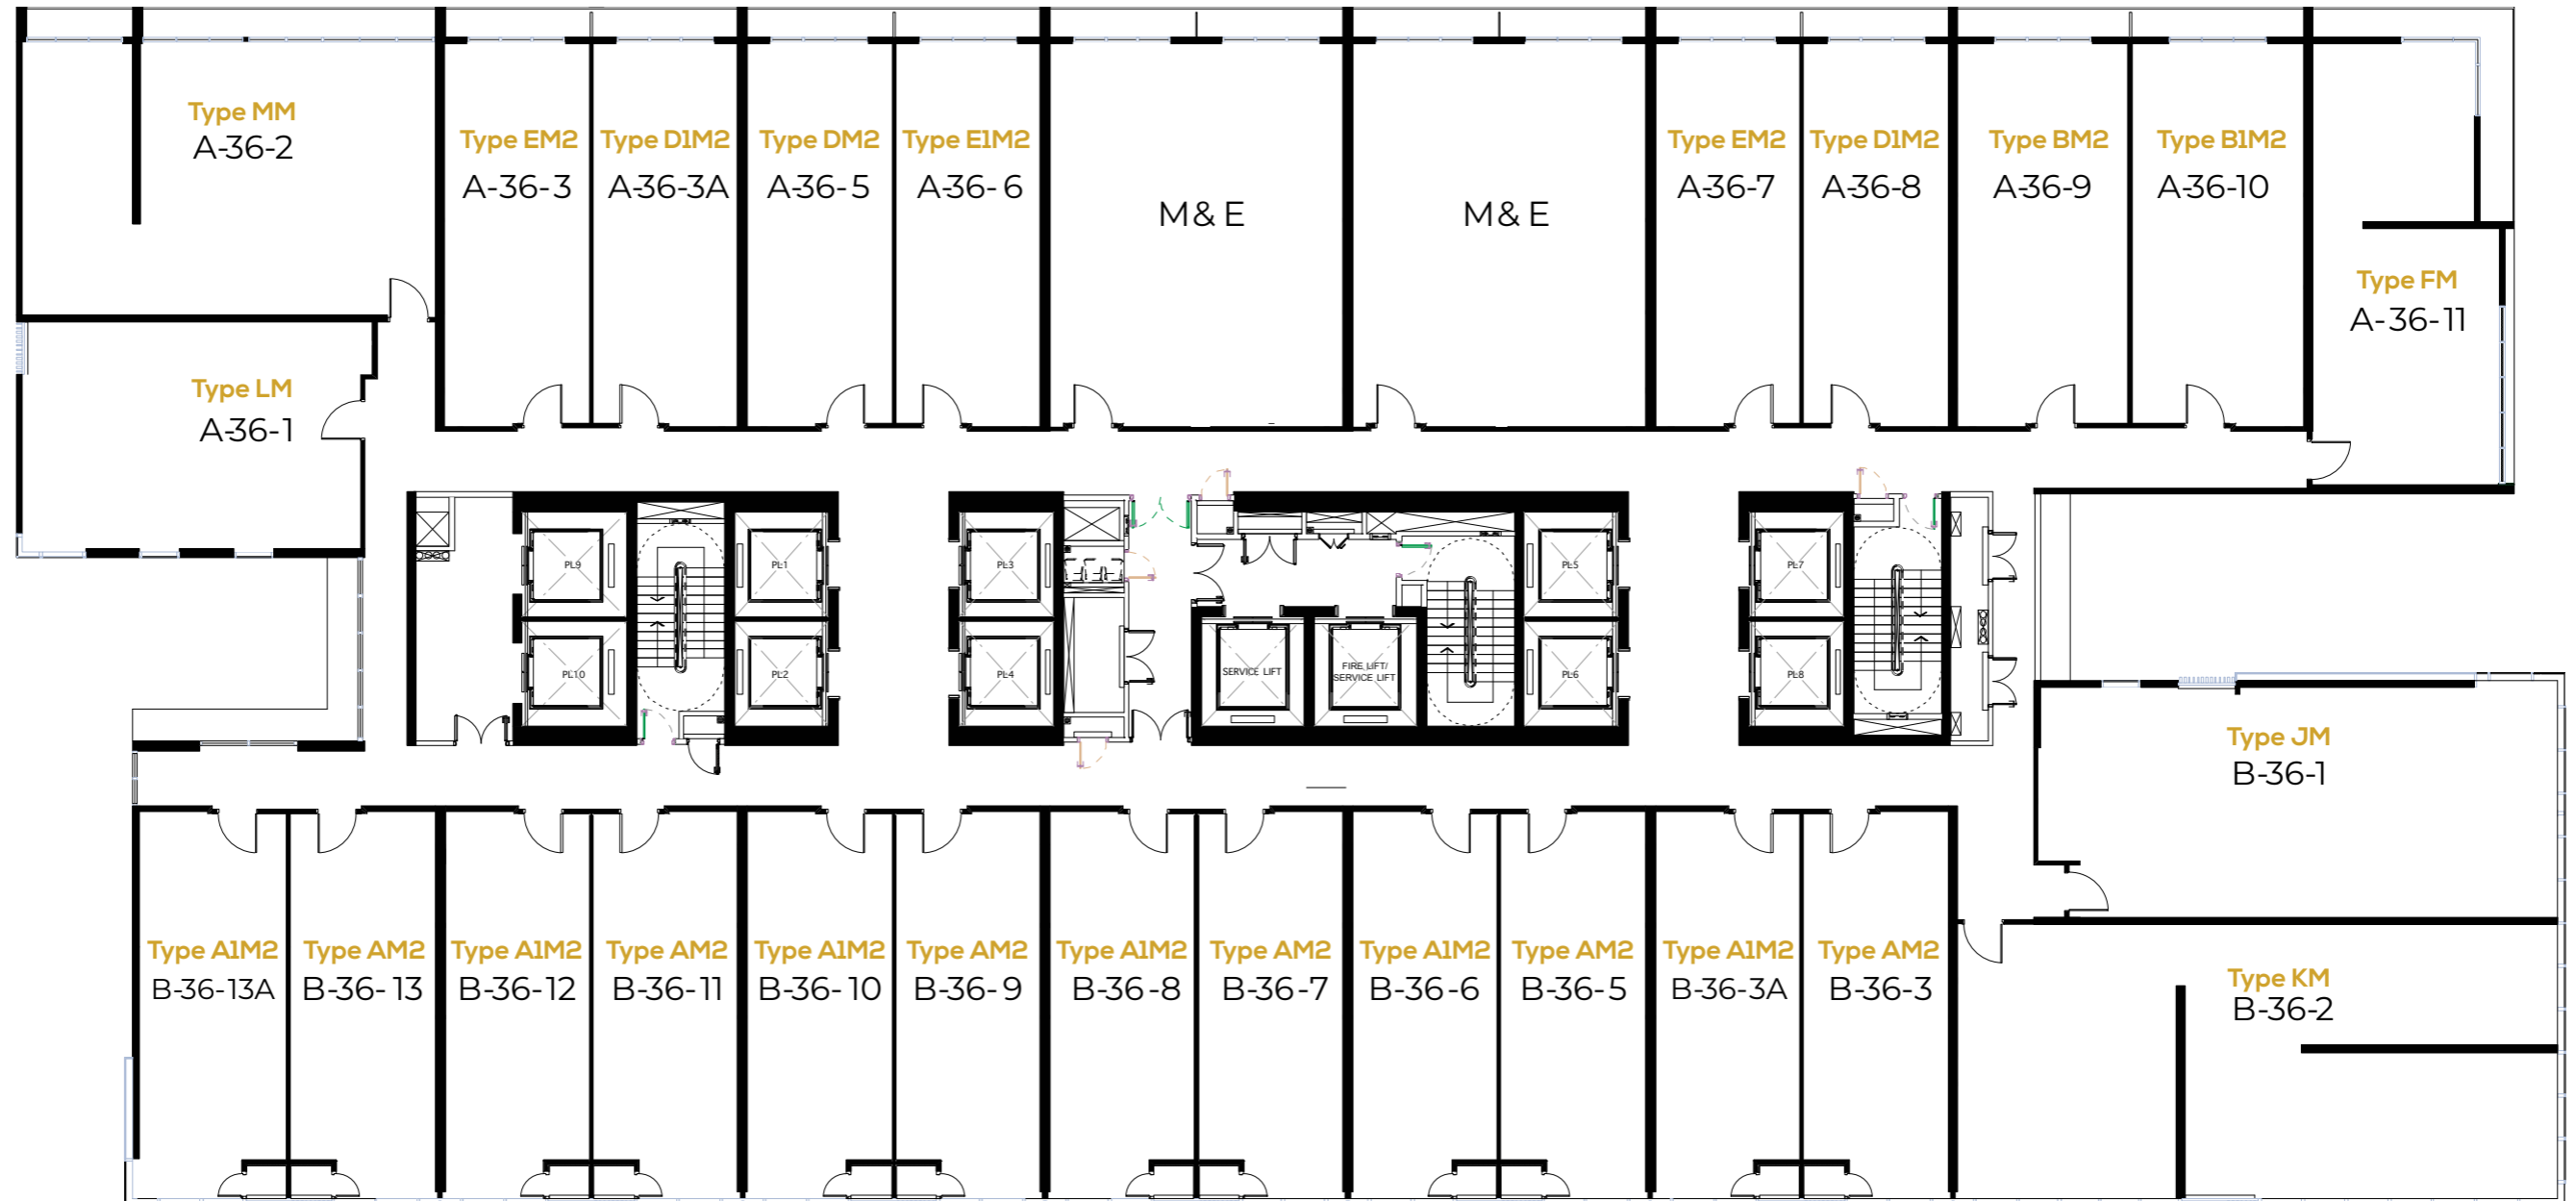 Type MM
A-36-2
Type EM2
A-36-3
Type D1M2
A-36-3A
Type DM2
A-36-5
Type E1M2
A-36-6
M & E
M & E
Type EM2
A-36-7
Type D1M2
A-36-8
Type BM2
A-36-9
Type B1M2
A-36-10
Type FM
A-36-11
Type LM
A-36-1
PL9
PL1
PL3
PL5
PL7
PL10
PL2
PL4
SERVICE LIFT
FIRE LIFT/
SERVICE LIFT
PL6
PL8
Type JM
B-36-1
Type A1M2
B-36-13A
Type AM2
B-36-13
Type A1M2
B-36-12
Type AM2
B-36-11
Type A1M2
B-36-10
Type AM2
B-36-9
Type A1M2
B-36-8
Type AM2
B-36-7
Type A1M2
B-36-6
Type AM2
B-36-5
Type A1M2
B-36-3A
Type AM2
B-36-3
Type KM
B-36-2